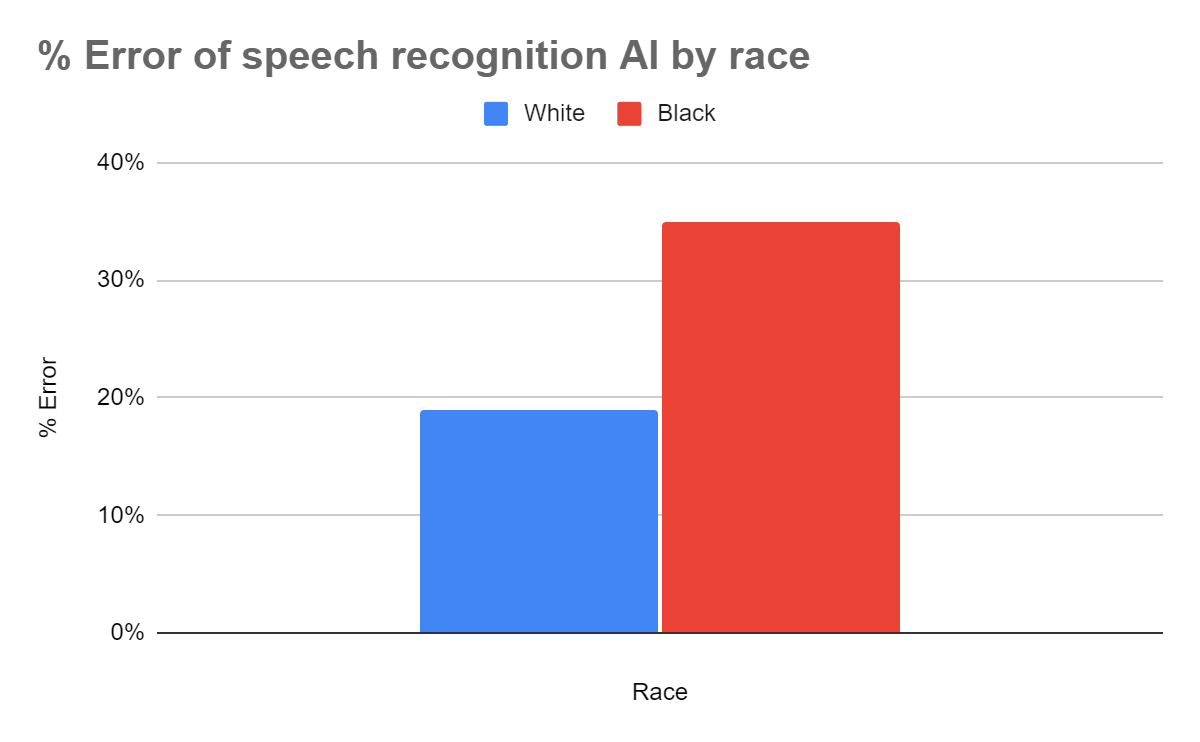 % Error of speech recognition AI by race
White Black
40%
30%
20%
10%
0%
% Error
Race